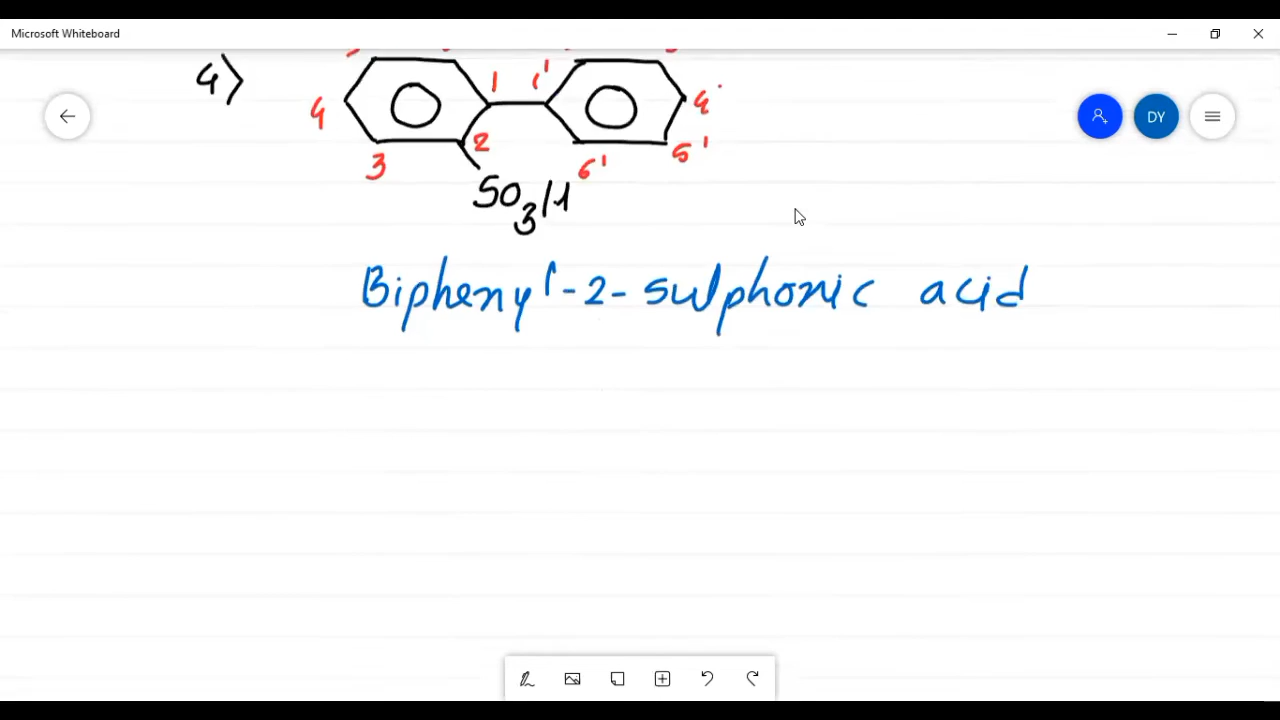 Microsoft Whiteboard
4)
1 1'
4 4'
2 5'
3 6'
SO3H
DY
Biphenyl-2-sulphonic acid